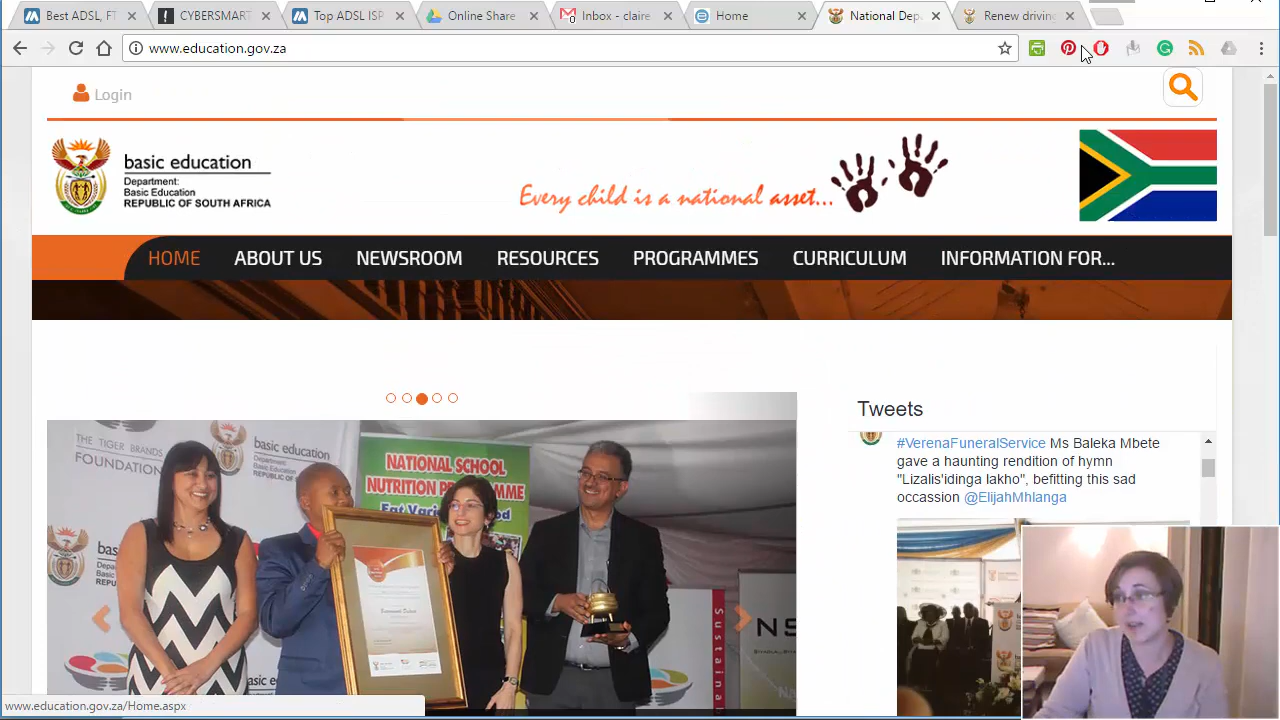 Best ADSL, FT
CYBERSMART
Top ADSL ISP
Online Share
Inbox - claire
Home
National Dep
Renew driving
www.education.gov.za
Login
basic education
Department:
Basic Education
REPUBLIC OF SOUTH AFRICA
Every child is a national asset...
HOME ABOUT US NEWSROOM RESOURCES PROGRAMMES CURRICULUM INFORMATION FOR...
Tweets
#VerenaFuneralService Ms Baleka Mbete
gave a haunting rendition of hymn
"Lizalis'idinga lakho", befitting this sad
occassion @ElijahMhlanga
THE TIGER BRANDS
FOUNDATION
basic education
Department:
Basic Education
NATIONAL SCHOOL
NUTRITION PROGRAMME
www.education.gov.za/Home.aspx